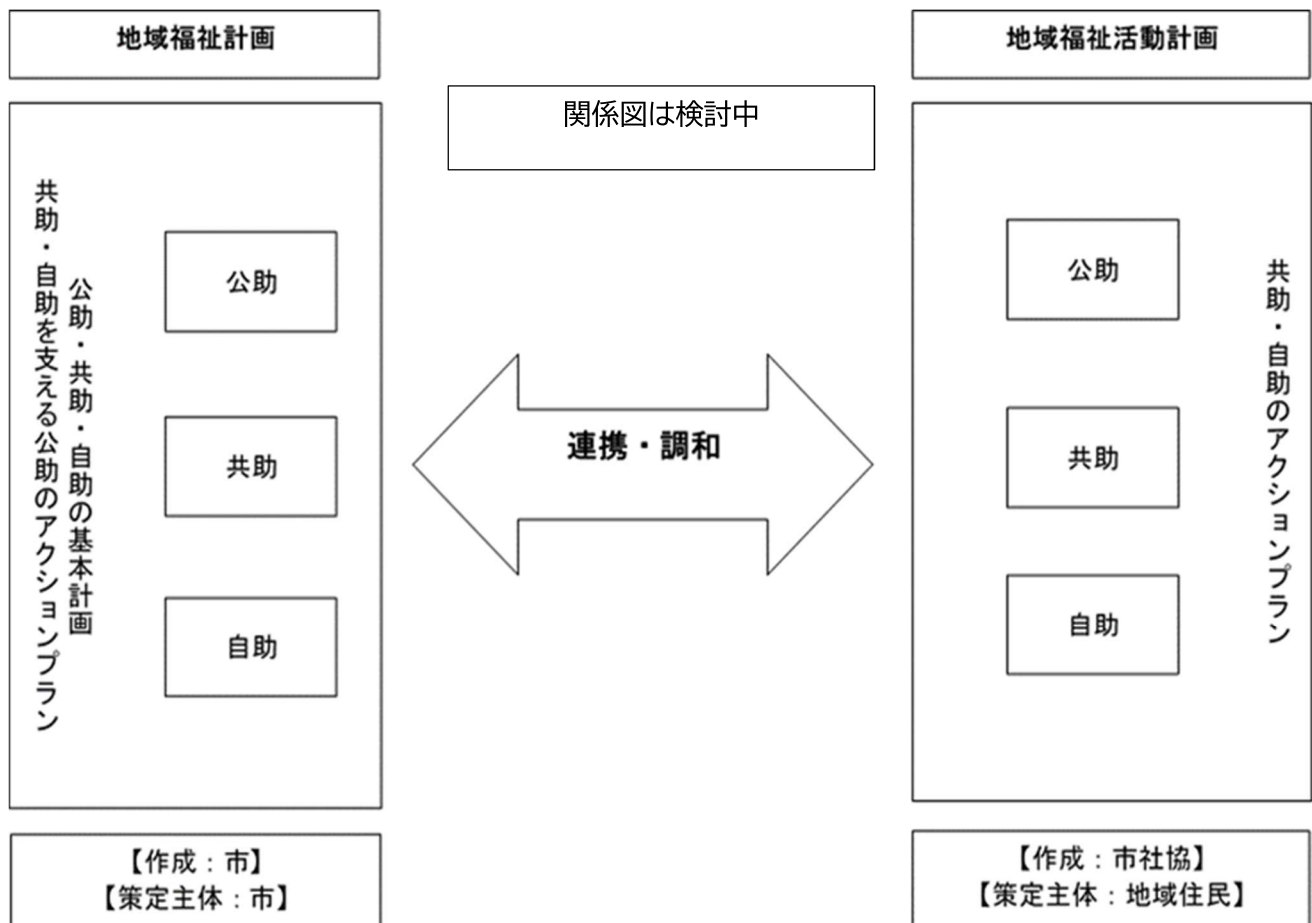 地域福祉計画
地域福祉活動計画
関係図は検討中
公助・共助・自助の基本計画
共助・自助を支える公助のアクションプラン
公助
共助
自助
連携・調和
公助
共助
自助
共助・自助のアクションプラン
【作成：市】
【策定主体：市】
【作成：市社協】
【策定主体：地域住民】